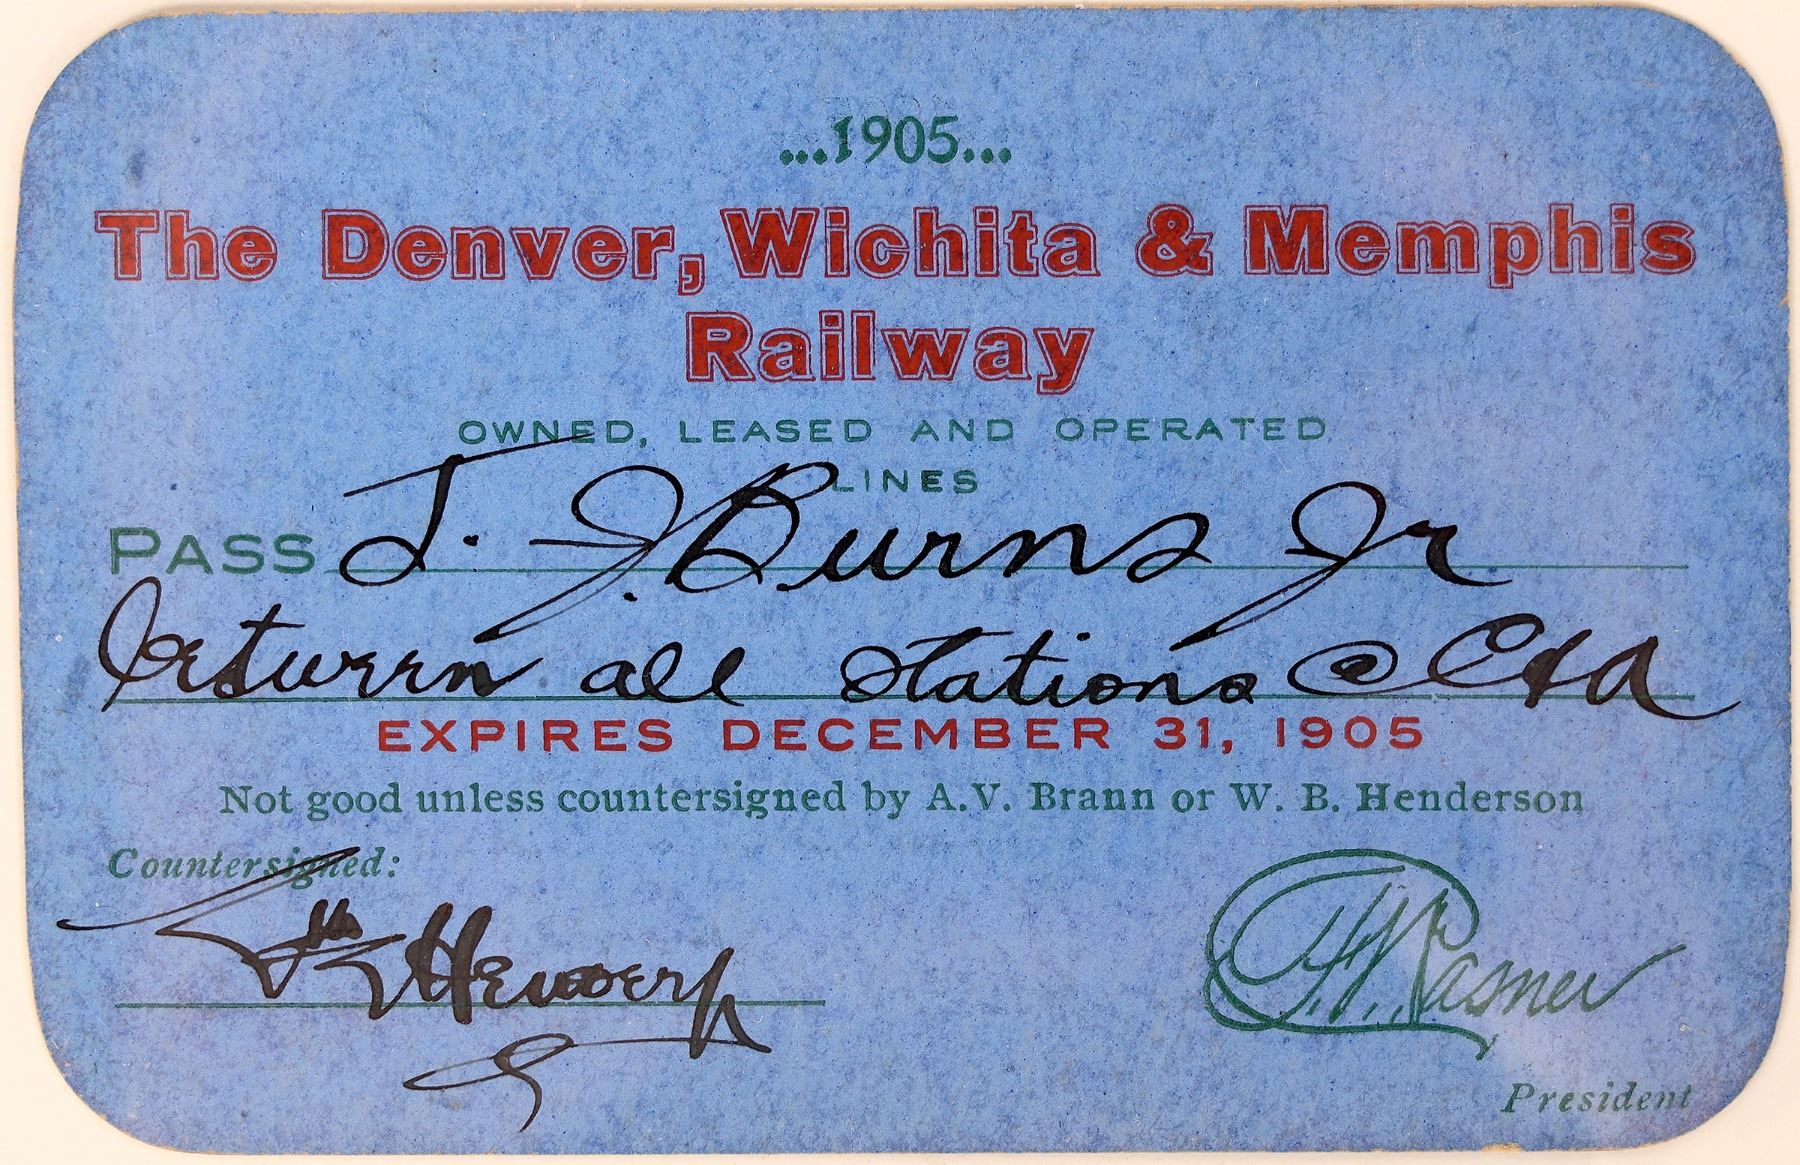 ...1905...
The Denver, Wichita & Memphis
Railway
OWNED, LEASED AND OPERATED
LINES
PASS J. J. Burns Jr
between all stations @
EXPIRES DECEMBER 31, 1905
Not good unless countersigned by A.V. Brann or W. B. Henderson
Countersigned:
President